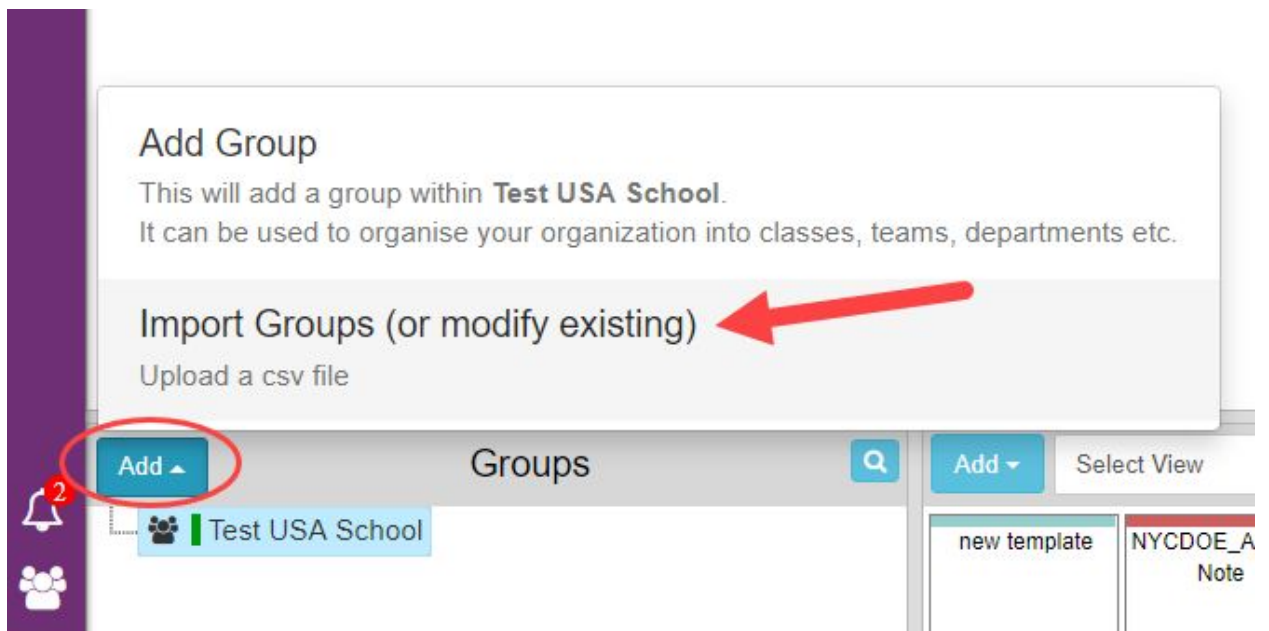 Add Group
This will add a group within Test USA School.
It can be used to organise your organization into classes, teams, departments etc.
Import Groups (or modify existing)
Upload a csv file
Add
Groups
Add
Select View
2
Test USA School
new template
NYCDOE_A
Note